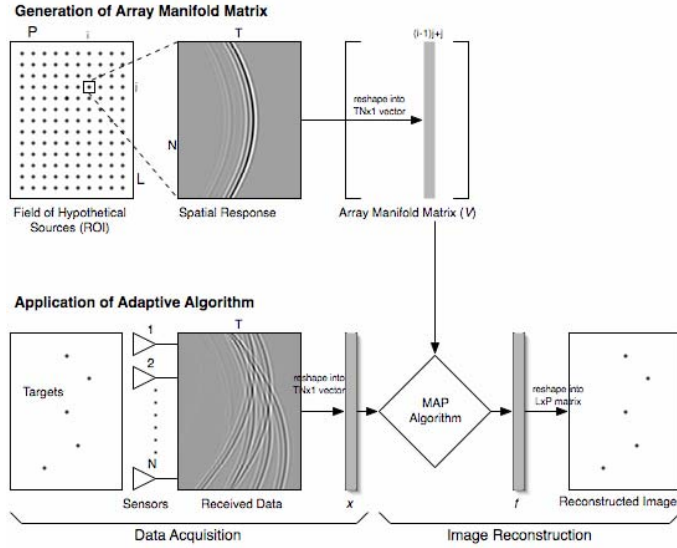 Generation of Array Manifold Matrix
P
i
T
(i-1)j+j
i
reshape into
TNx1 vector
N
L
Field of Hypothetical
Sources (ROI)
Spatial Response
Array Manifold Matrix (V)
Application of Adaptive Algorithm
1
T
2
Targets
reshape into
TNx1 vector
MAP
Algorithm
reshape into
LxP matrix
N
Sensors
Received Data
x
f
Reconstructed Image
Data Acquisition
Image Reconstruction